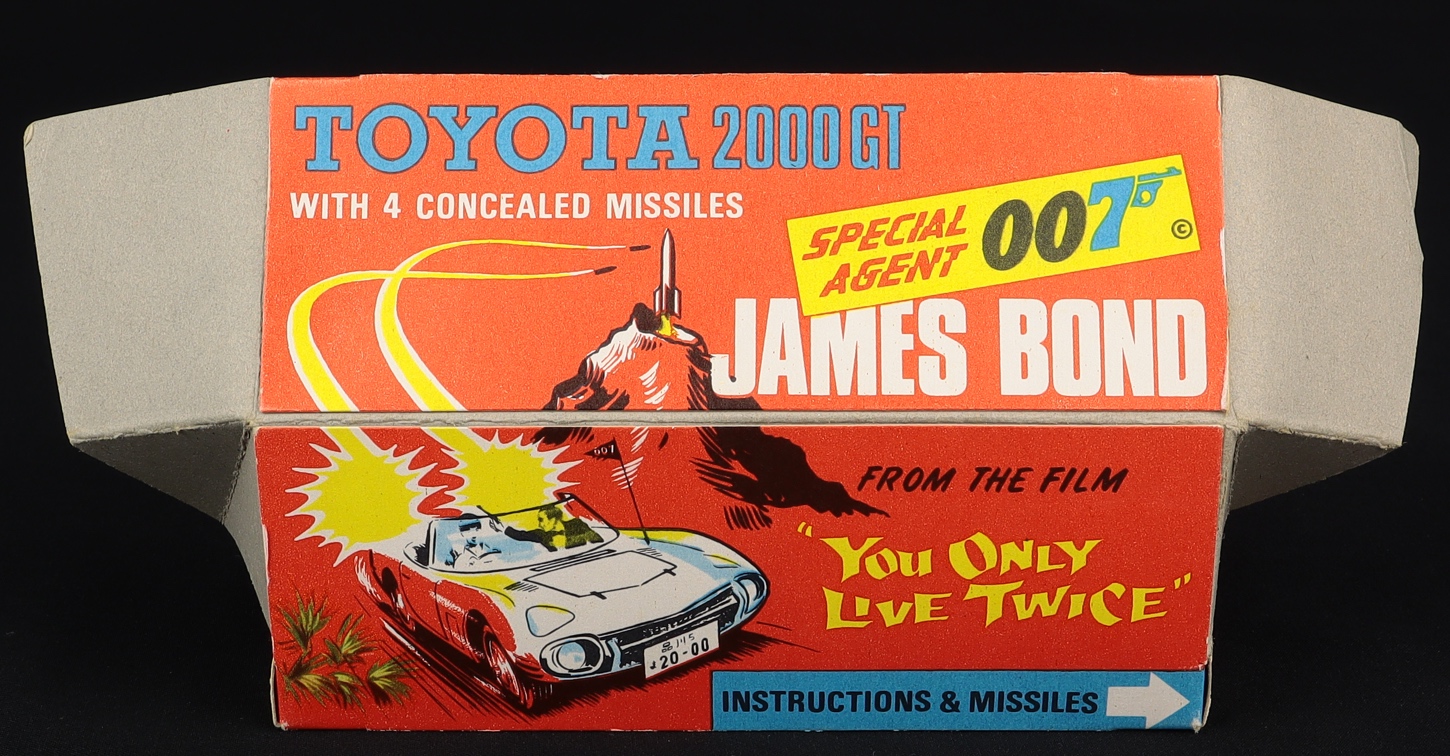 TOYOTA 2000 GT
WITH 4 CONCEALED MISSILES
SPECIAL
AGENT 007 ©
JAMES BOND
007
FROM THE FILM
"YOU ONLY
LIVE TWICE"
20-00
INSTRUCTIONS & MISSILES